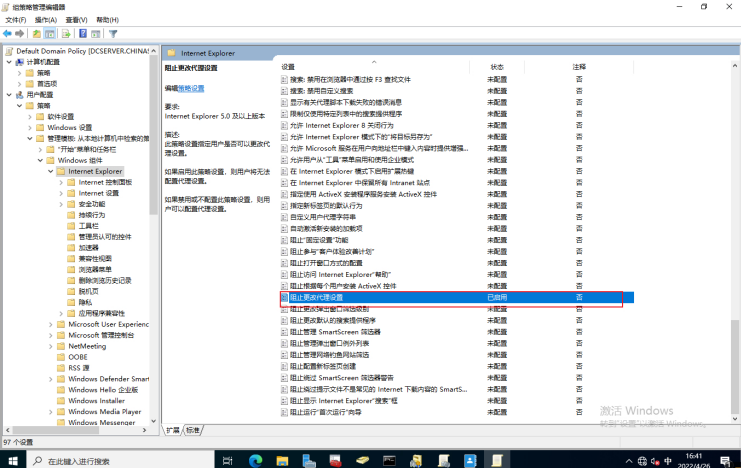 组策略管理编辑器
文件(F) 操作(A) 查看(V) 帮助(H)
Default Domain Policy [DCSERVER.CHINAS
计算机配置
策略
首选项
用户配置
策略
软件设置
Windows 设置
管理模板: 从本地计算机中检索的策
"开始"菜单和任务栏
Windows 组件
Internet Explorer
Internet 控制面板
Internet 设置
安全功能
持续行为
工具栏
管理员认可的控件
加速器
兼容性视图
浏览器菜单
删除浏览历史记录
脱机页
隐私
应用程序兼容性
Microsoft User Experienc
Microsoft 管理控制台
NetMeeting
OOBE
RSS 源
Windows Defender Smart
Windows Hello 企业版
Windows Installer
Windows Media Player
Windows Messenger
Internet Explorer
阻止更改代理设置
编辑策略设置
要求:
Internet Explorer 5.0 及以上版本
描述:
此策略设置指定用户是否可以更改代
理设置。
如果启用此策略设置，则用户将无法
配置代理设置。
如果禁用或不配置此策略设置，则用
户可以配置代理设置。
设置 状态 注释
搜索: 禁用在浏览器中通过按 F3 查找文件 未配置 否
搜索: 禁用自定义搜索 未配置 否
显示有关代理脚本下载失败的错误消息 未配置 否
限制仅使用特定列表中的搜索提供程序 未配置 否
允许 Internet Explorer 8 关闭行为 未配置 否
允许 Internet Explorer 模式下的"将目标另存为" 未配置 否
允许 Microsoft 服务在用户向地址栏中键入内容时提供增强... 未配置 否
允许用户从"工具"菜单启用和使用企业模式 未配置 否
在 Internet Explorer 模式下启用扩展热键 未配置 否
在 Internet Explorer 中保留所有 Intranet 站点 未配置 否
指定使用 ActiveX 安装程序服务安装 ActiveX 控件 未配置 否
指定新标签页的默认行为 未配置 否
自定义用户代理字符串 未配置 否
自动激活新安装的加载项 未配置 否
阻止"固定设置"功能 未配置 否
阻止参与"客户体验改善计划" 未配置 否
阻止打开窗口方式的配置 未配置 否
阻止访问 Internet Explorer"帮助" 未配置 否
阻止根据每个用户安装 ActiveX 控件 未配置 否
阻止更改代理设置 已启用 否
阻止更改弹出窗口筛选级别 未配置 否
阻止更改默认的搜索提供程序 未配置 否
阻止管理 SmartScreen 筛选器 未配置 否
阻止管理弹出窗口例外列表 未配置 否
阻止管理网络钓鱼网站筛选 未配置 否
阻止配置新标签页创建 未配置 否
阻止绕过 SmartScreen 筛选器警告 未配置 否
阻止绕过提示文件不是常见的 Internet 下载内容的 SmartS... 未配置 否
阻止显示 Internet Explorer"搜索"框 未配置 否
阻止运行"首次运行"向导 未配置 否
激活 Windows
转到"设置"以激活 Windows。
扩展 标准
97 个设置
在此键入进行搜索
中
16:41
2022/4/26